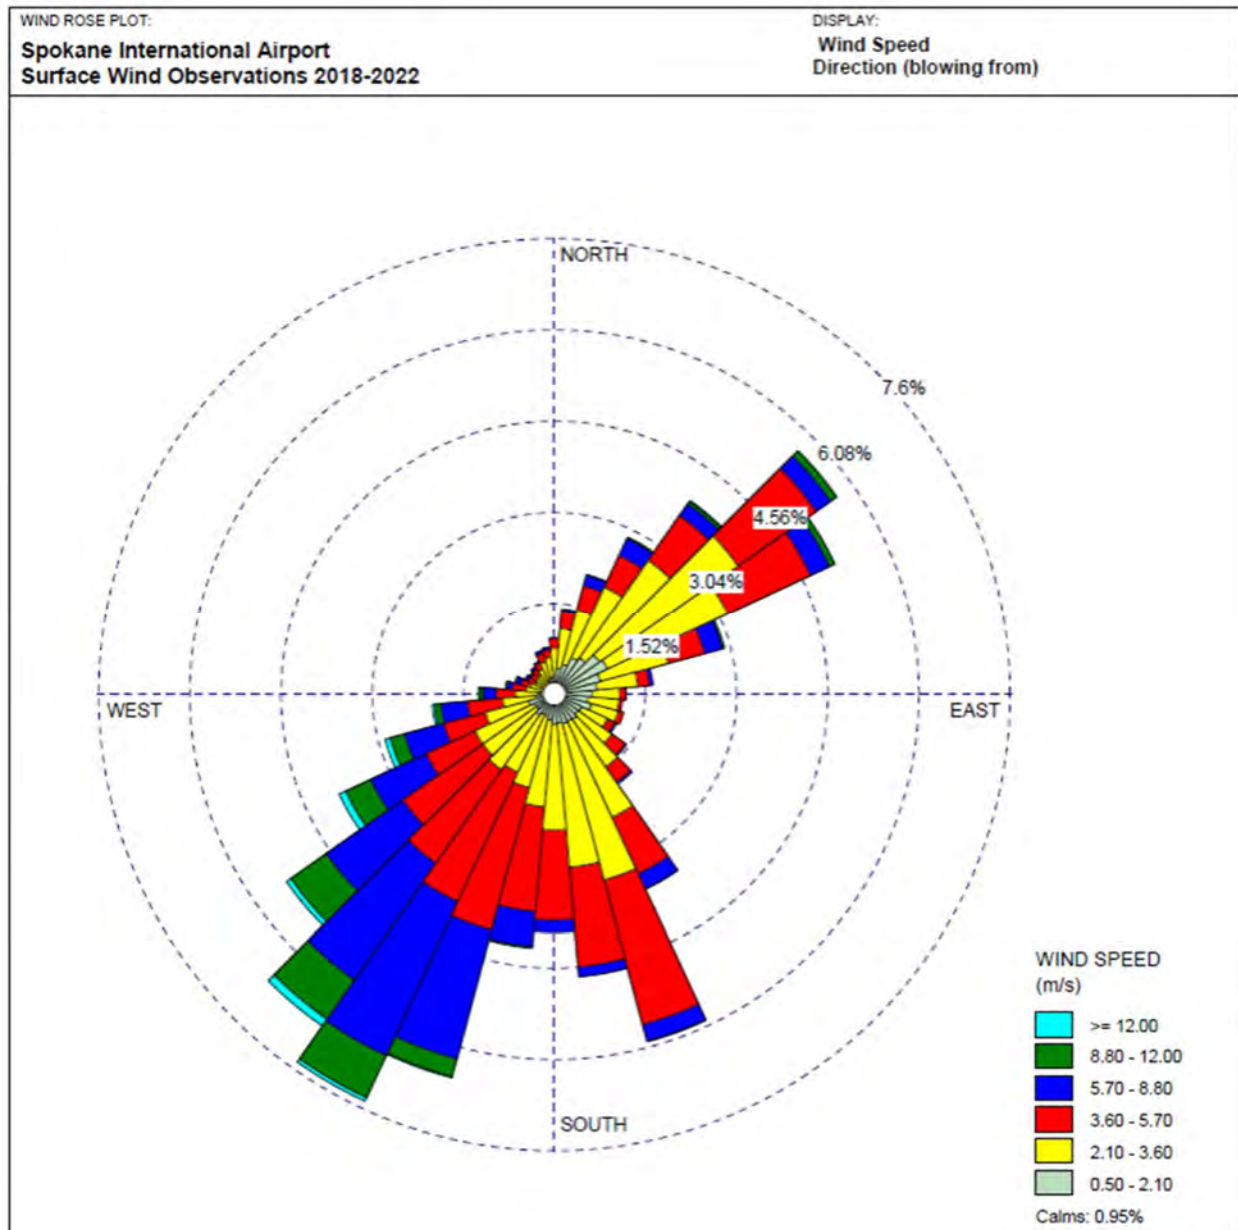 WIND ROSE PLOT:
Spokane International Airport
Surface Wind Observations 2018-2022
DISPLAY:
Wind Speed
Direction (blowing from)
NORTH
7.6%
6.08%
4.56%
3.04%
1.52%
WEST
EAST
SOUTH
WIND SPEED
(m/s)
>= 12.00
8.80 - 12.00
5.70 - 8.80
3.60 - 5.70
2.10 - 3.60
0.50 - 2.10
Calms: 0.95%